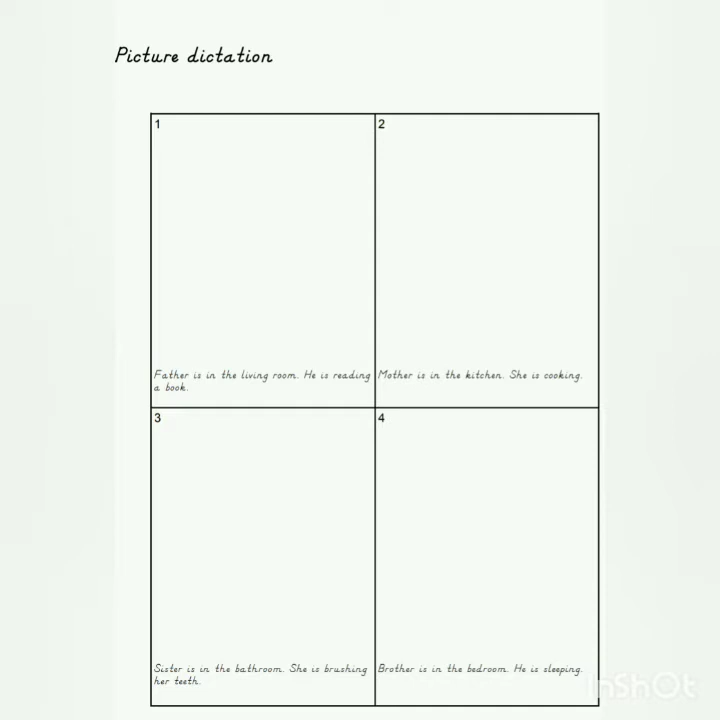 Picture dictation
1
2
Father is in the living room. He is reading
a book.
Mother is in the kitchen. She is cooking.
3
4
Sister is in the bathroom. She is brushing
her teeth.
Brother is in the bedroom. He is sleeping.
InShOt